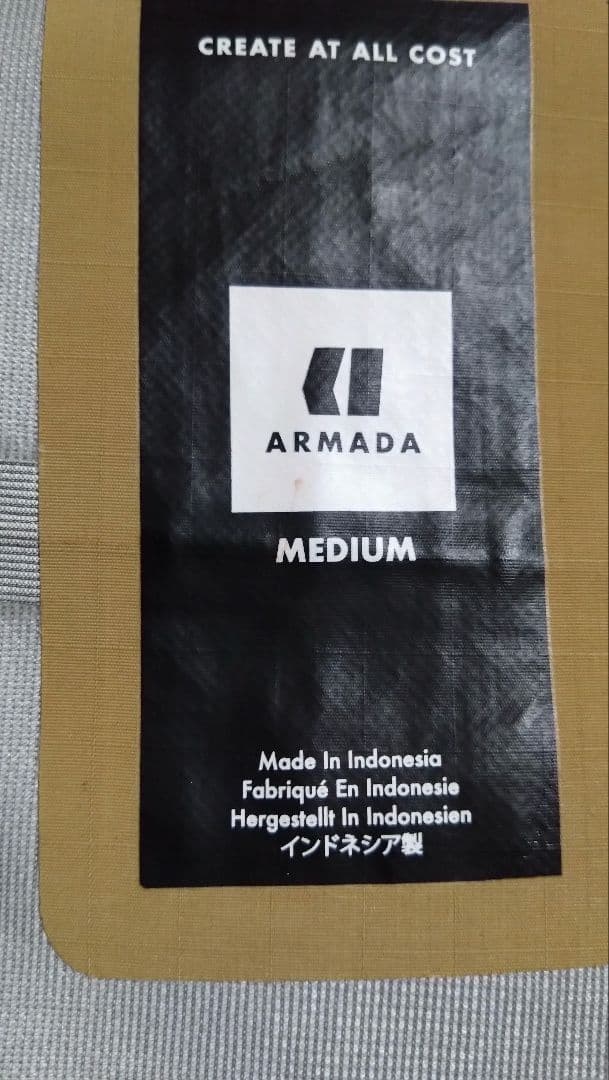 CREATE AT ALL COST
ARMADA
MEDIUM
Made In Indonesia
Fabriqué En Indonesie
Hergestellt In Indonesien
インドネシア製